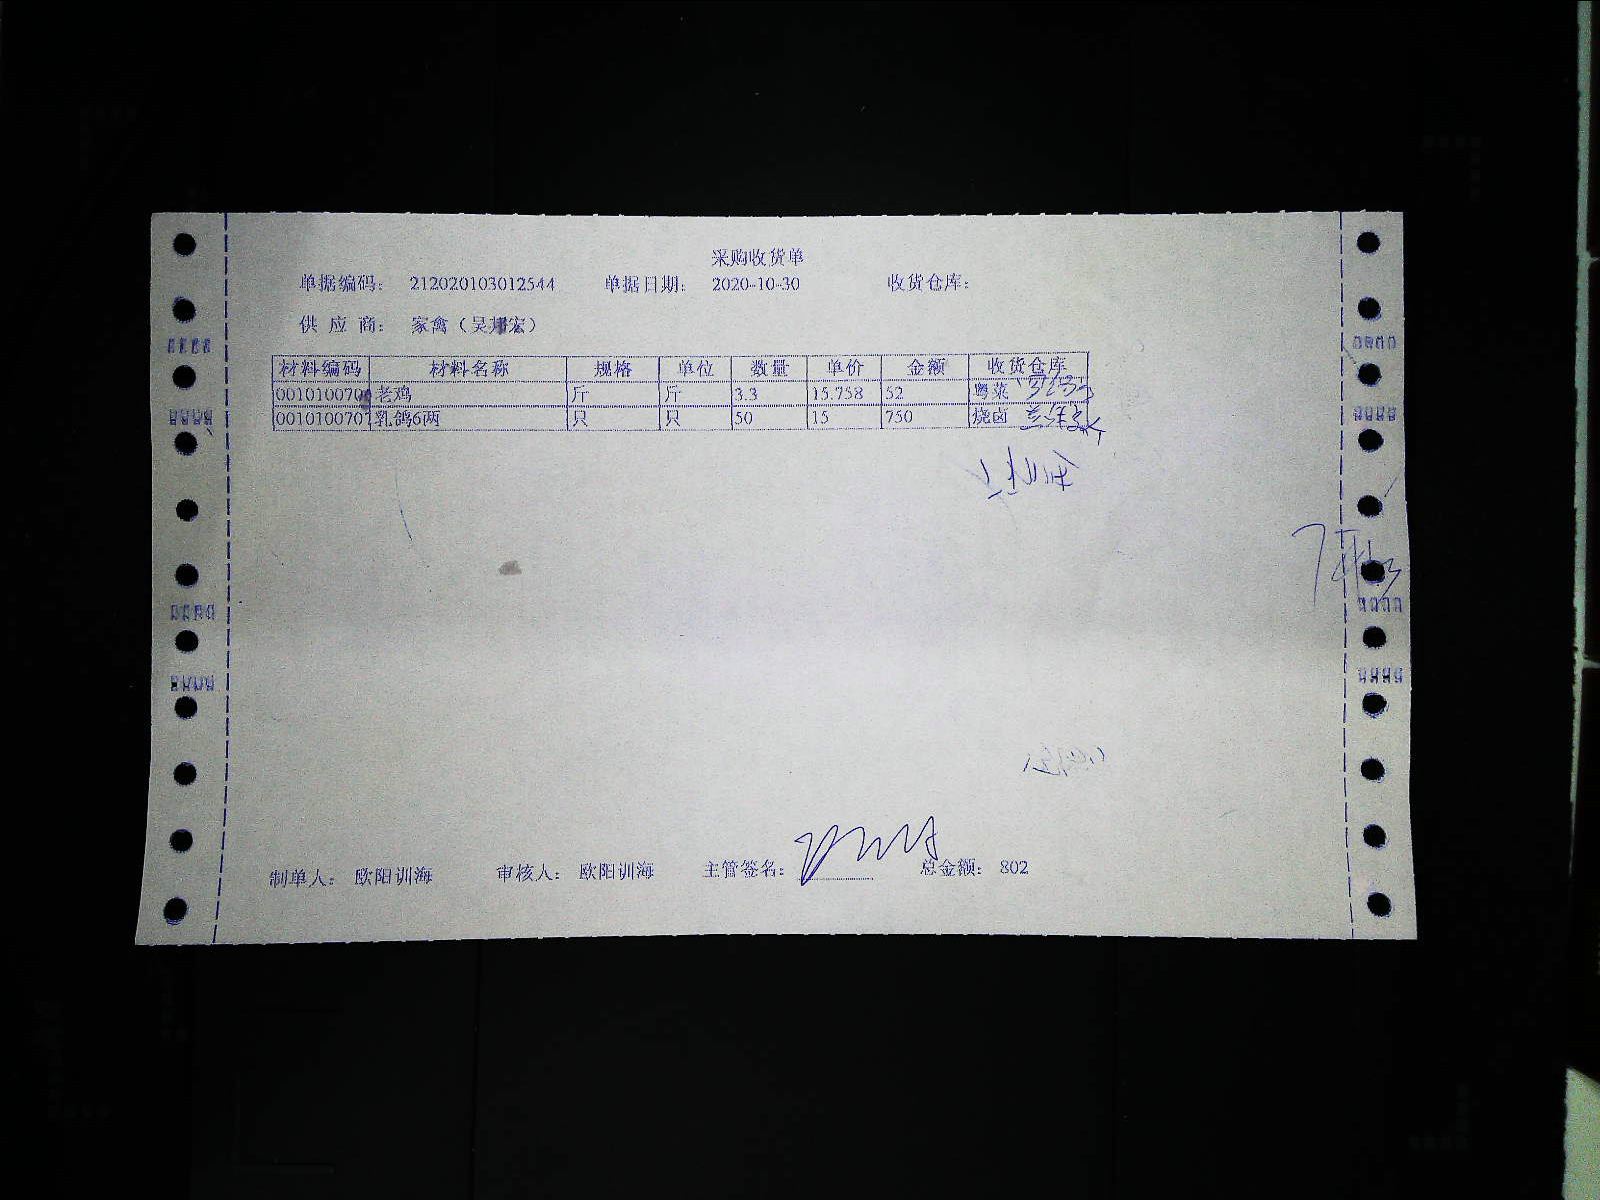 采购收货单
单据编码: 212020103012544 单据日期: 2020-10-30 收货仓库:
供 应 商: 家禽(吴 宏)
材料编码 材料名称 规格 单位 数量 单价 金额 收货仓库
0010100700 老鸡 斤 斤 3.3 15.758 52 粤菜
0010100707 乳鸽6两 只 只 50 15 750 烧卤
制单人: 欧阳训海 审核人: 欧阳训海 主管签名: 总金额: 802